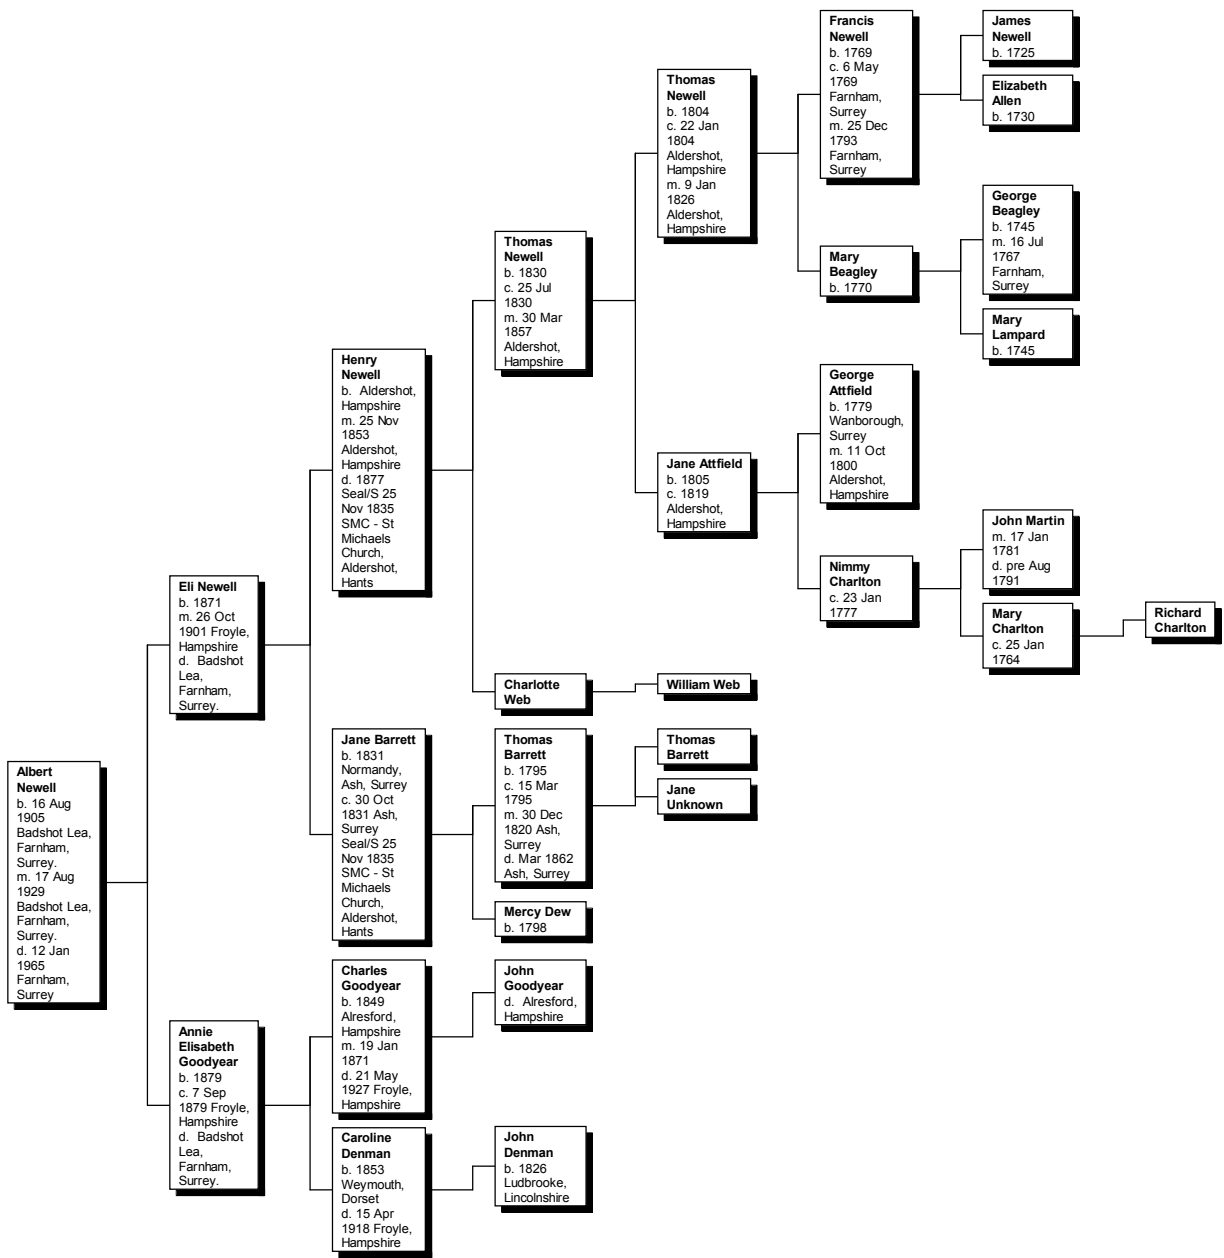 Albert
Newell
b. 16 Aug
1905
Badshot Lea,
Farnham,
Surrey.
m. 17 Aug
1929
Badshot Lea,
Farnham,
Surrey.
d. 12 Jan
1965
Farnham,
Surrey
Eli Newell
b. 1871
m. 26 Oct
1901 Froyle,
Hampshire
d. Badshot
Lea,
Farnham,
Surrey.
Annie
Elisabeth
Goodyear
b. 1879
c. 7 Sep
1879 Froyle,
Hampshire
d. Badshot
Lea,
Farnham,
Surrey.
Henry
Newell
b. Aldershot,
Hampshire
m. 25 Nov
1853
Aldershot,
Hampshire
d. 1877
Seal/S 25
Nov 1835
SMC - St
Michaels
Church,
Aldershot,
Hants
Jane Barrett
b. 1831
Normandy,
Ash, Surrey
c. 30 Oct
1831 Ash,
Surrey
Seal/S 25
Nov 1835
SMC - St
Michaels
Church,
Aldershot,
Hants
Charles
Goodyear
b. 1849
Alresford,
Hampshire
m. 19 Jan
1871
d. 21 May
1927 Froyle,
Hampshire
Caroline
Denman
b. 1853
Weymouth,
Dorset
d. 15 Apr
1918 Froyle,
Hampshire
Thomas
Newell
b. 1830
c. 25 Jul
1830
m. 30 Mar
1857
Aldershot,
Hampshire
Charlotte
Web
Thomas
Barrett
b. 1795
c. 15 Mar
1795
m. 30 Dec
1820 Ash,
Surrey
d. Mar 1862
Ash, Surrey
Mercy Dew
b. 1798
John
Goodyear
d. Alresford,
Hampshire
John
Denman
b. 1826
Ludbrooke,
Lincolnshire
Thomas
Newell
b. 1804
c. 22 Jan
1804
Aldershot,
Hampshire
m. 9 Jan
1826
Aldershot,
Hampshire
Jane Attfield
b. 1805
c. 1819
Aldershot,
Hampshire
William Web
Thomas
Barrett
Jane
Unknown
Francis
Newell
b. 1769
c. 6 May
1769
Farnham,
Surrey
m. 25 Dec
1793
Farnham,
Surrey
Mary
Beagley
b. 1770
George
Attfield
b. 1779
Wanborough,
Surrey
m. 11 Oct
1800
Aldershot,
Hampshire
Nimmy
Charlton
c. 23 Jan
1777
James
Newell
b. 1725
Elizabeth
Allen
b. 1730
George
Beagley
b. 1745
m. 16 Jul
1767
Farnham,
Surrey
Mary
Lampard
b. 1745
John Martin
m. 17 Jan
1781
d. pre Aug
1791
Mary
Charlton
c. 25 Jan
1764
Richard
Charlton